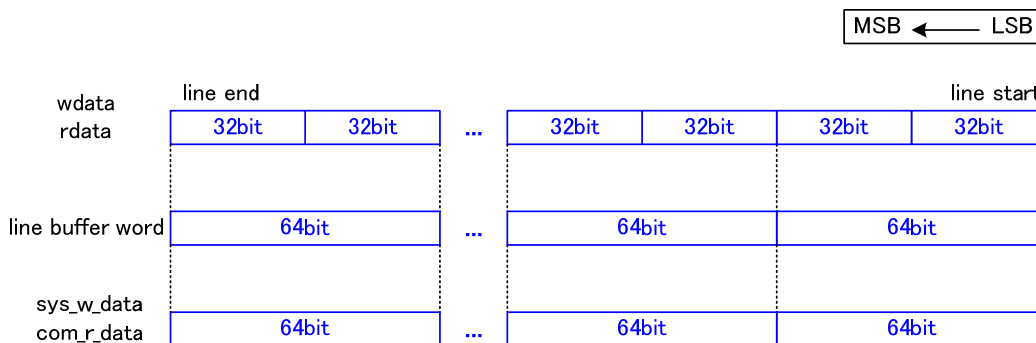 MSB ← LSB
line end line start
wdata
rdata
32bit 32bit ... 32bit 32bit 32bit 32bit
line buffer word 64bit ... 64bit 64bit
sys_w_data
com_r_data
64bit ... 64bit 64bit